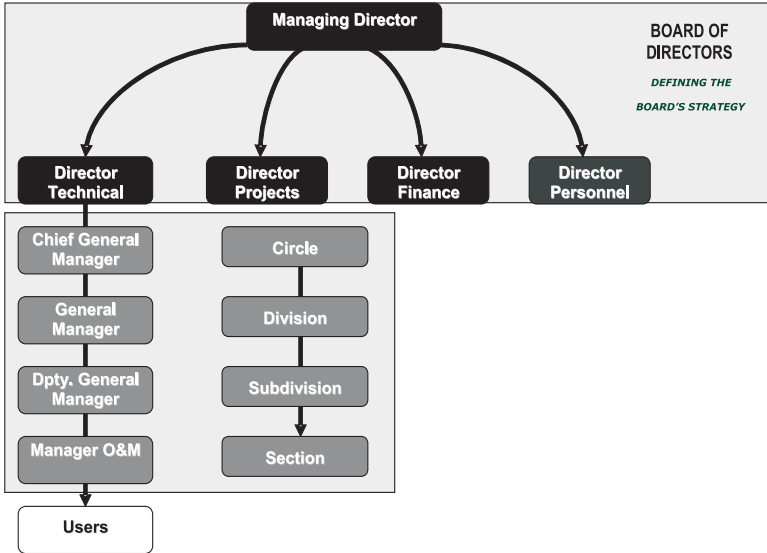 Managing Director
BOARD OF
DIRECTORS
DEFINING THE
BOARD'S STRATEGY
Director
Technical
Director
Projects
Director
Finance
Director
Personnel
Chief General
Manager
Circle
General
Manager
Division
Dpty. General
Manager
Subdivision
Manager O&M
Section
Users